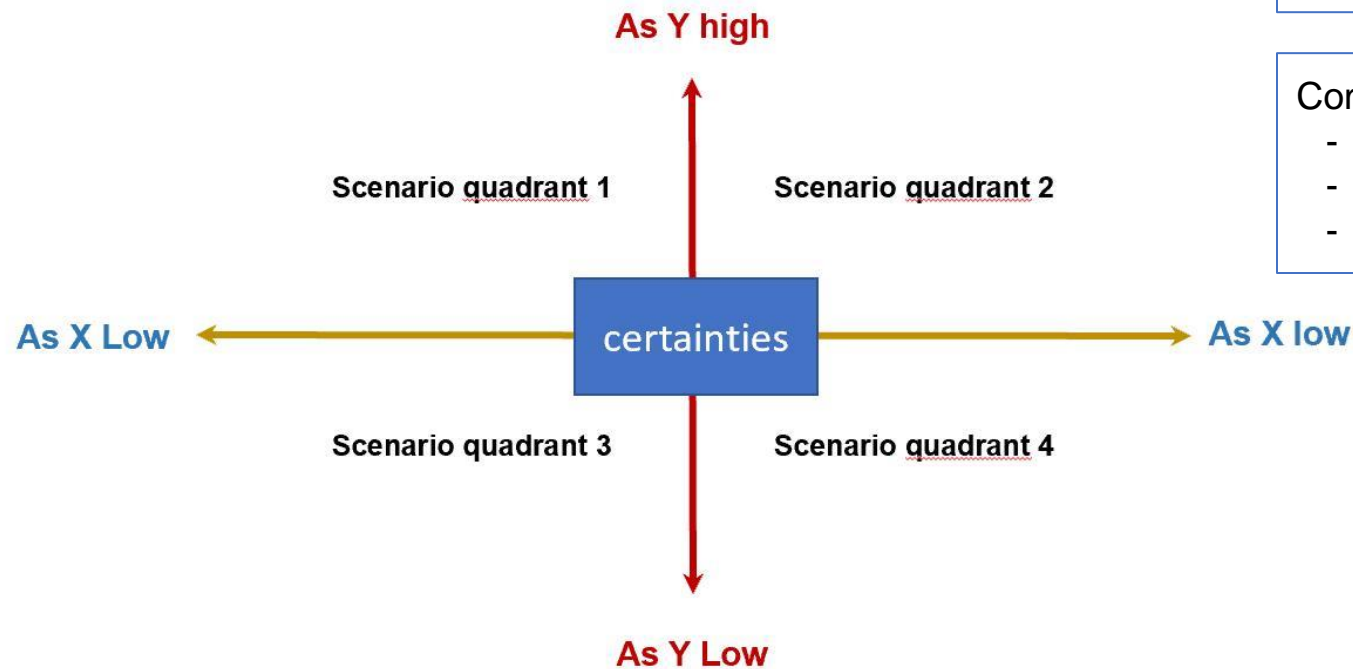 As Y high
Scenario quadrant 1
Scenario quadrant 2
-
-
-
As X Low
certainties
As X low
Scenario quadrant 3
Scenario quadrant 4
As Y Low